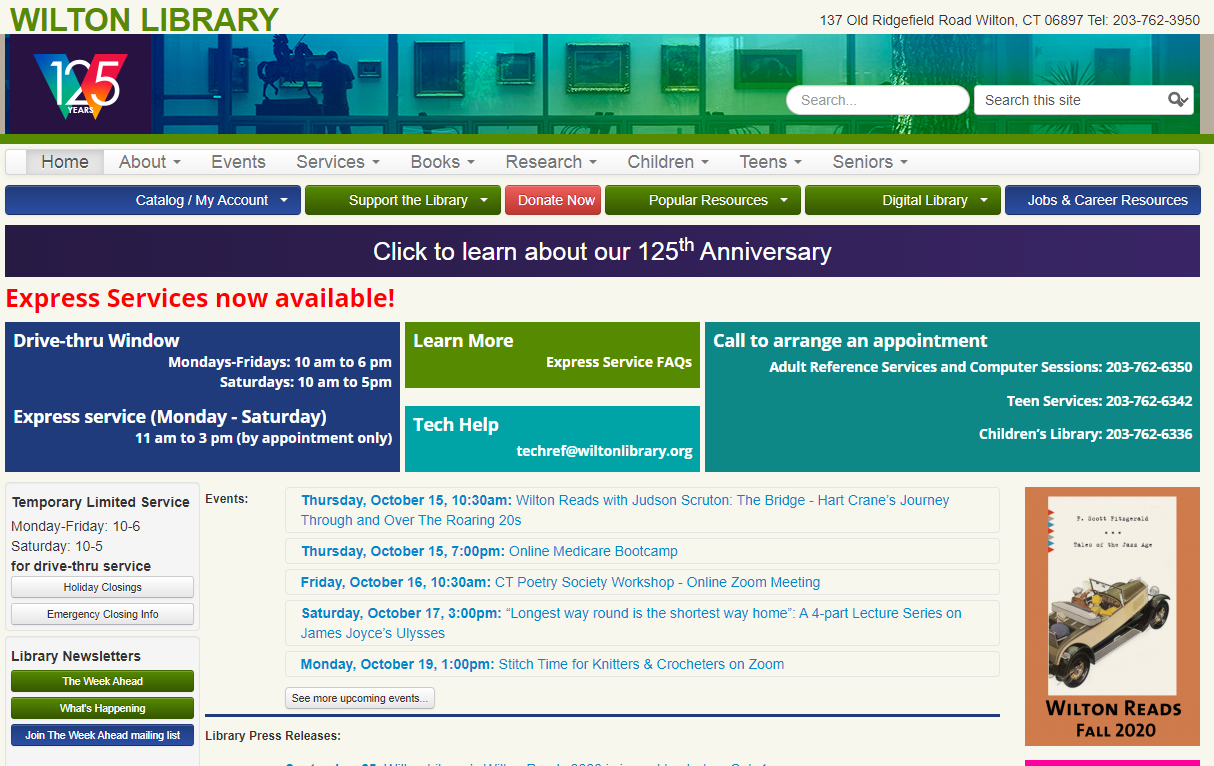 WILTON LIBRARY
137 Old Ridgefield Road Wilton, CT 06897 Tel: 203-762-3950
125
YEARS
Search...
Search this site
Home
About
Events
Services
Books
Research
Children
Teens
Seniors
Catalog / My Account
Support the Library
Donate Now
Popular Resources
Digital Library
Jobs & Career Resources
Click to learn about our 125th Anniversary
Express Services now available!
Drive-thru Window
Mondays-Fridays: 10 am to 6 pm
Saturdays: 10 am to 5pm
Express service (Monday - Saturday)
11 am to 3 pm (by appointment only)
Learn More
Express Service FAQs
Tech Help
techref@wiltonlibrary.org
Call to arrange an appointment
Adult Reference Services and Computer Sessions: 203-762-6350
Teen Services: 203-762-6342
Children's Library: 203-762-6336
Temporary Limited Service
Monday-Friday: 10-6
Saturday: 10-5
for drive-thru service
Holiday Closings
Emergency Closing Info
Library Newsletters
The Week Ahead
What's Happening
Join The Week Ahead mailing list
Events:
Thursday, October 15, 10:30am: Wilton Reads with Judson Scruton: The Bridge - Hart Crane's Journey
Through and Over The Roaring 20s
Thursday, October 15, 7:00pm: Online Medicare Bootcamp
Friday, October 16, 10:30am: CT Poetry Society Workshop - Online Zoom Meeting
Saturday, October 17, 3:00pm: “Longest way round is the shortest way home”: A 4-part Lecture Series on
James Joyce's Ulysses
Monday, October 19, 1:00pm: Stitch Time for Knitters & Crocheters on Zoom
See more upcoming events...
Library Press Releases:
F. Scott Fitzgerald
Tales of the Jazz Age
WILTON READS
FALL 2020